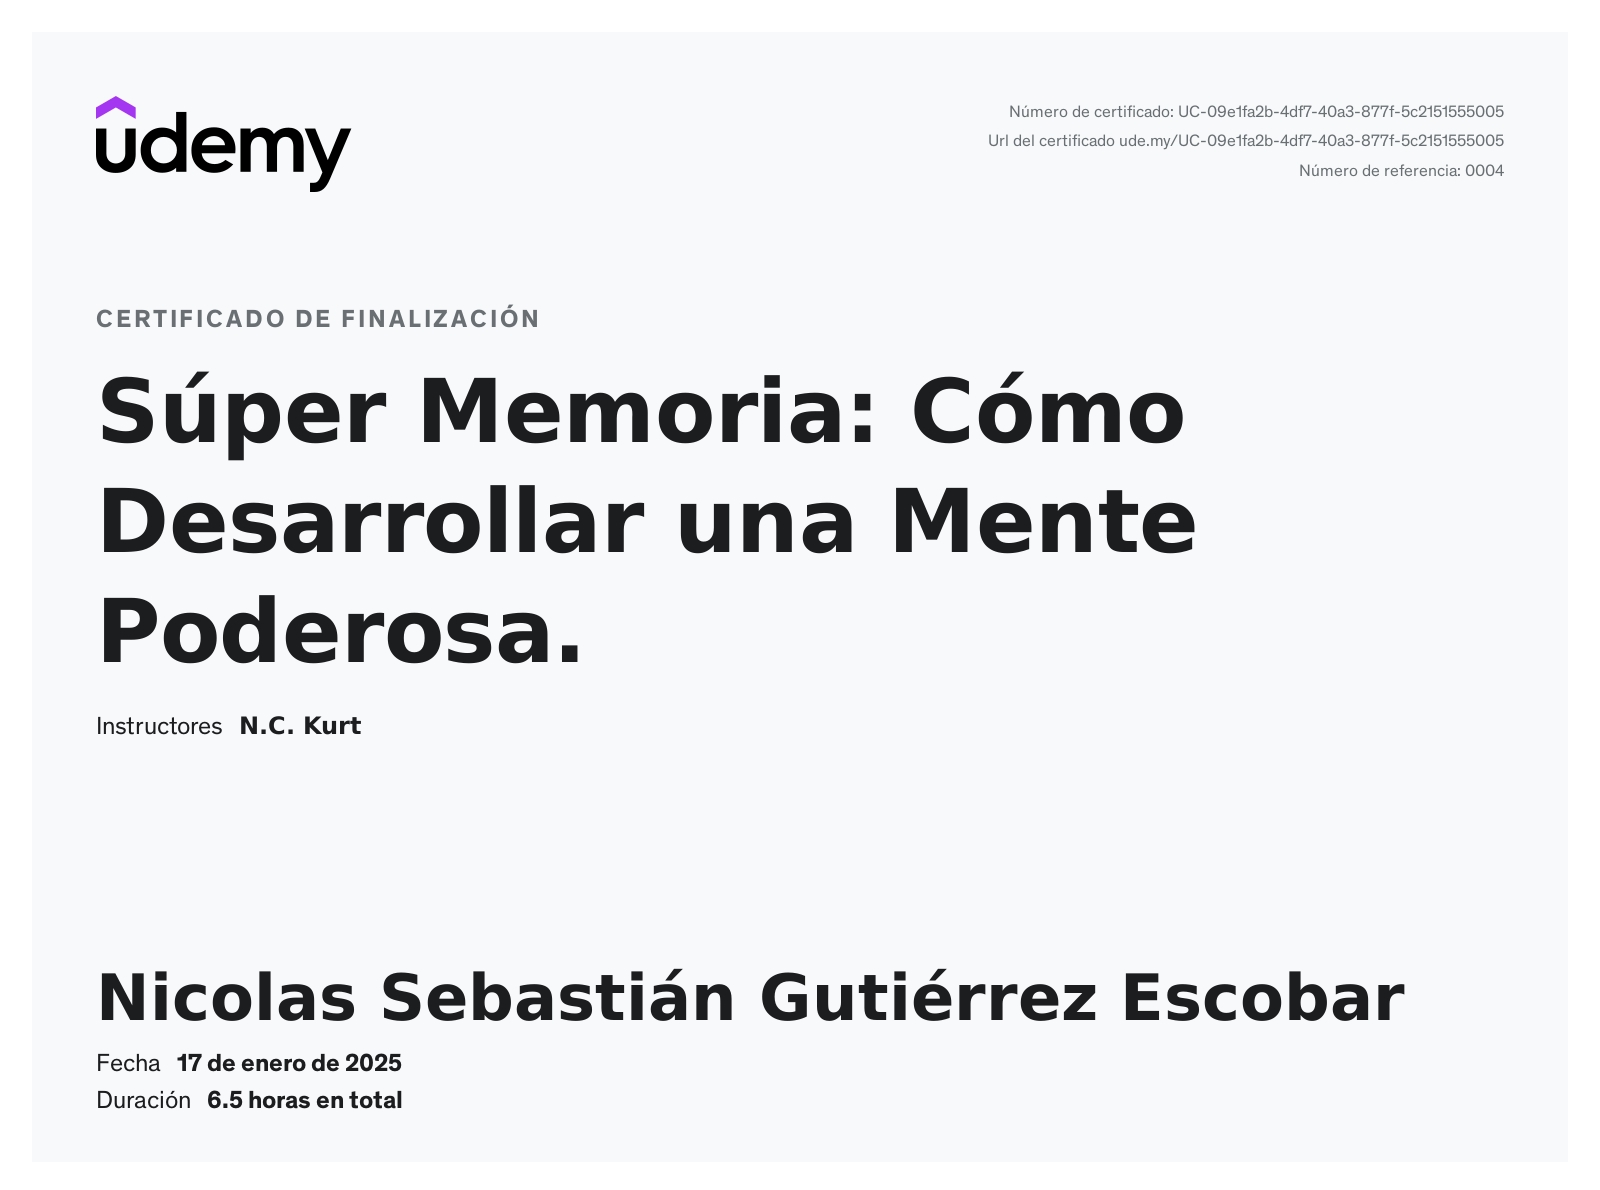 udemy
Número de certificado: UC-09e1fa2b-4df7-40a3-877f-5c2151555005
Url del certificado ude.my/UC-09e1fa2b-4df7-40a3-877f-5c2151555005
Número de referencia: 0004
CERTIFICADO DE FINALIZACIÓN
Súper Memoria: Cómo
Desarrollar una Mente
Poderosa.
Instructores N.C. Kurt
Nicolas Sebastián Gutiérrez Escobar
Fecha 17 de enero de 2025
Duración 6.5 horas en total